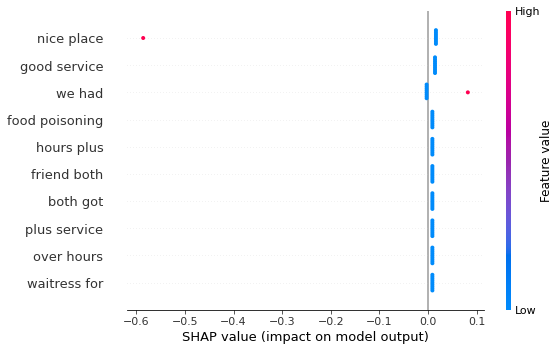 High
nice place
good service
we had
food poisoning
hours plus
friend both
both got
plus service
over hours
waitress for
Feature value
Low
−0.6 −0.5 −0.4 −0.3 −0.2 −0.1 0.0 0.1
SHAP value (impact on model output)